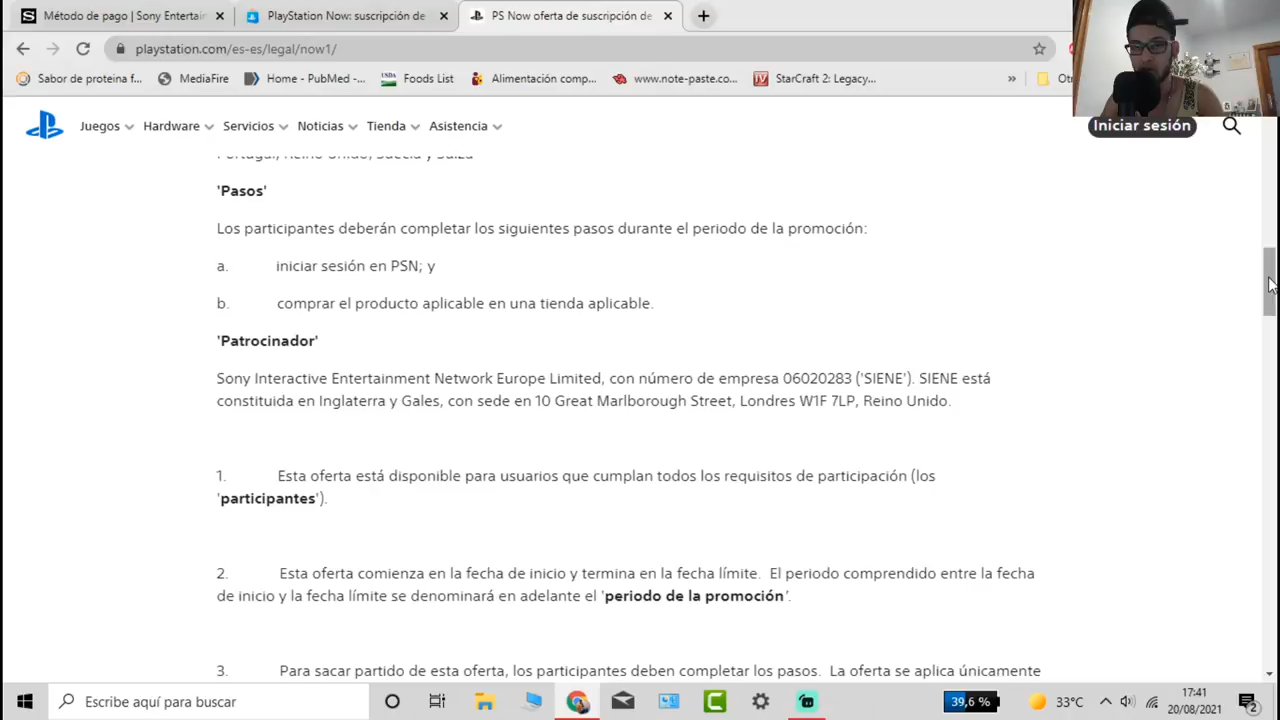 Método de pago | Sony Entertain
PlayStation Now: suscripción de
PS Now oferta de suscripción de
playstation.com/es-es/legal/now1/
Sabor de proteina f...
MediaFire
Home - PubMed -...
USDA
Foods List
Alimentación comp...
www.note-paste.co...
StarCraft 2: Legacy...
»
Juegos
Hardware
Servicios
Noticias
Tienda
Asistencia
Iniciar sesión
Portugal, Reino Unido, Suecia y Suiza
'Pasos'
Los participantes deberán completar los siguientes pasos durante el periodo de la promoción:
a. iniciar sesión en PSN; y
b. comprar el producto aplicable en una tienda aplicable.
'Patrocinador'
Sony Interactive Entertainment Network Europe Limited, con número de empresa 06020283 ('SIENE'). SIENE está
constituida en Inglaterra y Gales, con sede en 10 Great Marlborough Street, Londres W1F 7LP, Reino Unido.
1. Esta oferta está disponible para usuarios que cumplan todos los requisitos de participación (los
'participantes').
2. Esta oferta comienza en la fecha de inicio y termina en la fecha límite. El periodo comprendido entre la fecha
de inicio y la fecha límite se denominará en adelante el 'periodo de la promoción'.
3. Para sacar partido de esta oferta, los participantes deben completar los pasos. La oferta se aplica únicamente
Escribe aquí para buscar
39,6 %
33°C
17:41
20/08/2021
2